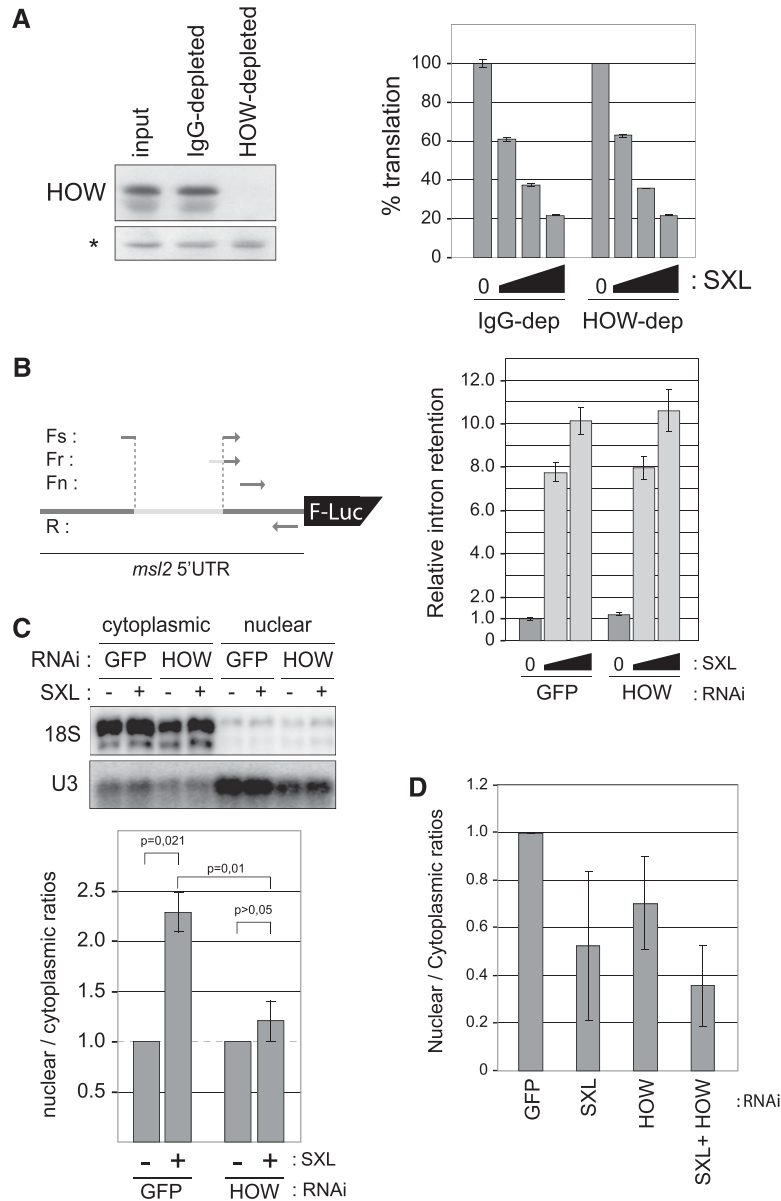 A
input
IgG-depleted
HOW-depleted
HOW
*
% translation
100
80
60
40
20
0
0
0
: SXL
IgG-dep
HOW-dep
B
Fs :
Fr :
Fn :
R :
F-Luc
msl2 5'UTR
Relative intron retention
12.0
10.0
8.0
6.0
4.0
2.0
1.0
0
0
0
: SXL
GFP
HOW
: RNAi
C
cytoplasmic
nuclear
RNAi :
GFP
HOW
GFP
HOW
SXL :
- + - + - + - +
18S
U3
nuclear / cytoplasmic ratios
2.5
2.0
1.5
1.0
0.5
p=0,021
p=0,01
p>0,05
- + - +
: SXL
GFP
HOW
: RNAi
D
Nuclear / Cytoplasmic ratios
1.2
1.0
0.8
0.6
0.4
0.2
0
GFP
SXL
HOW
SXL+ HOW
:RNAi